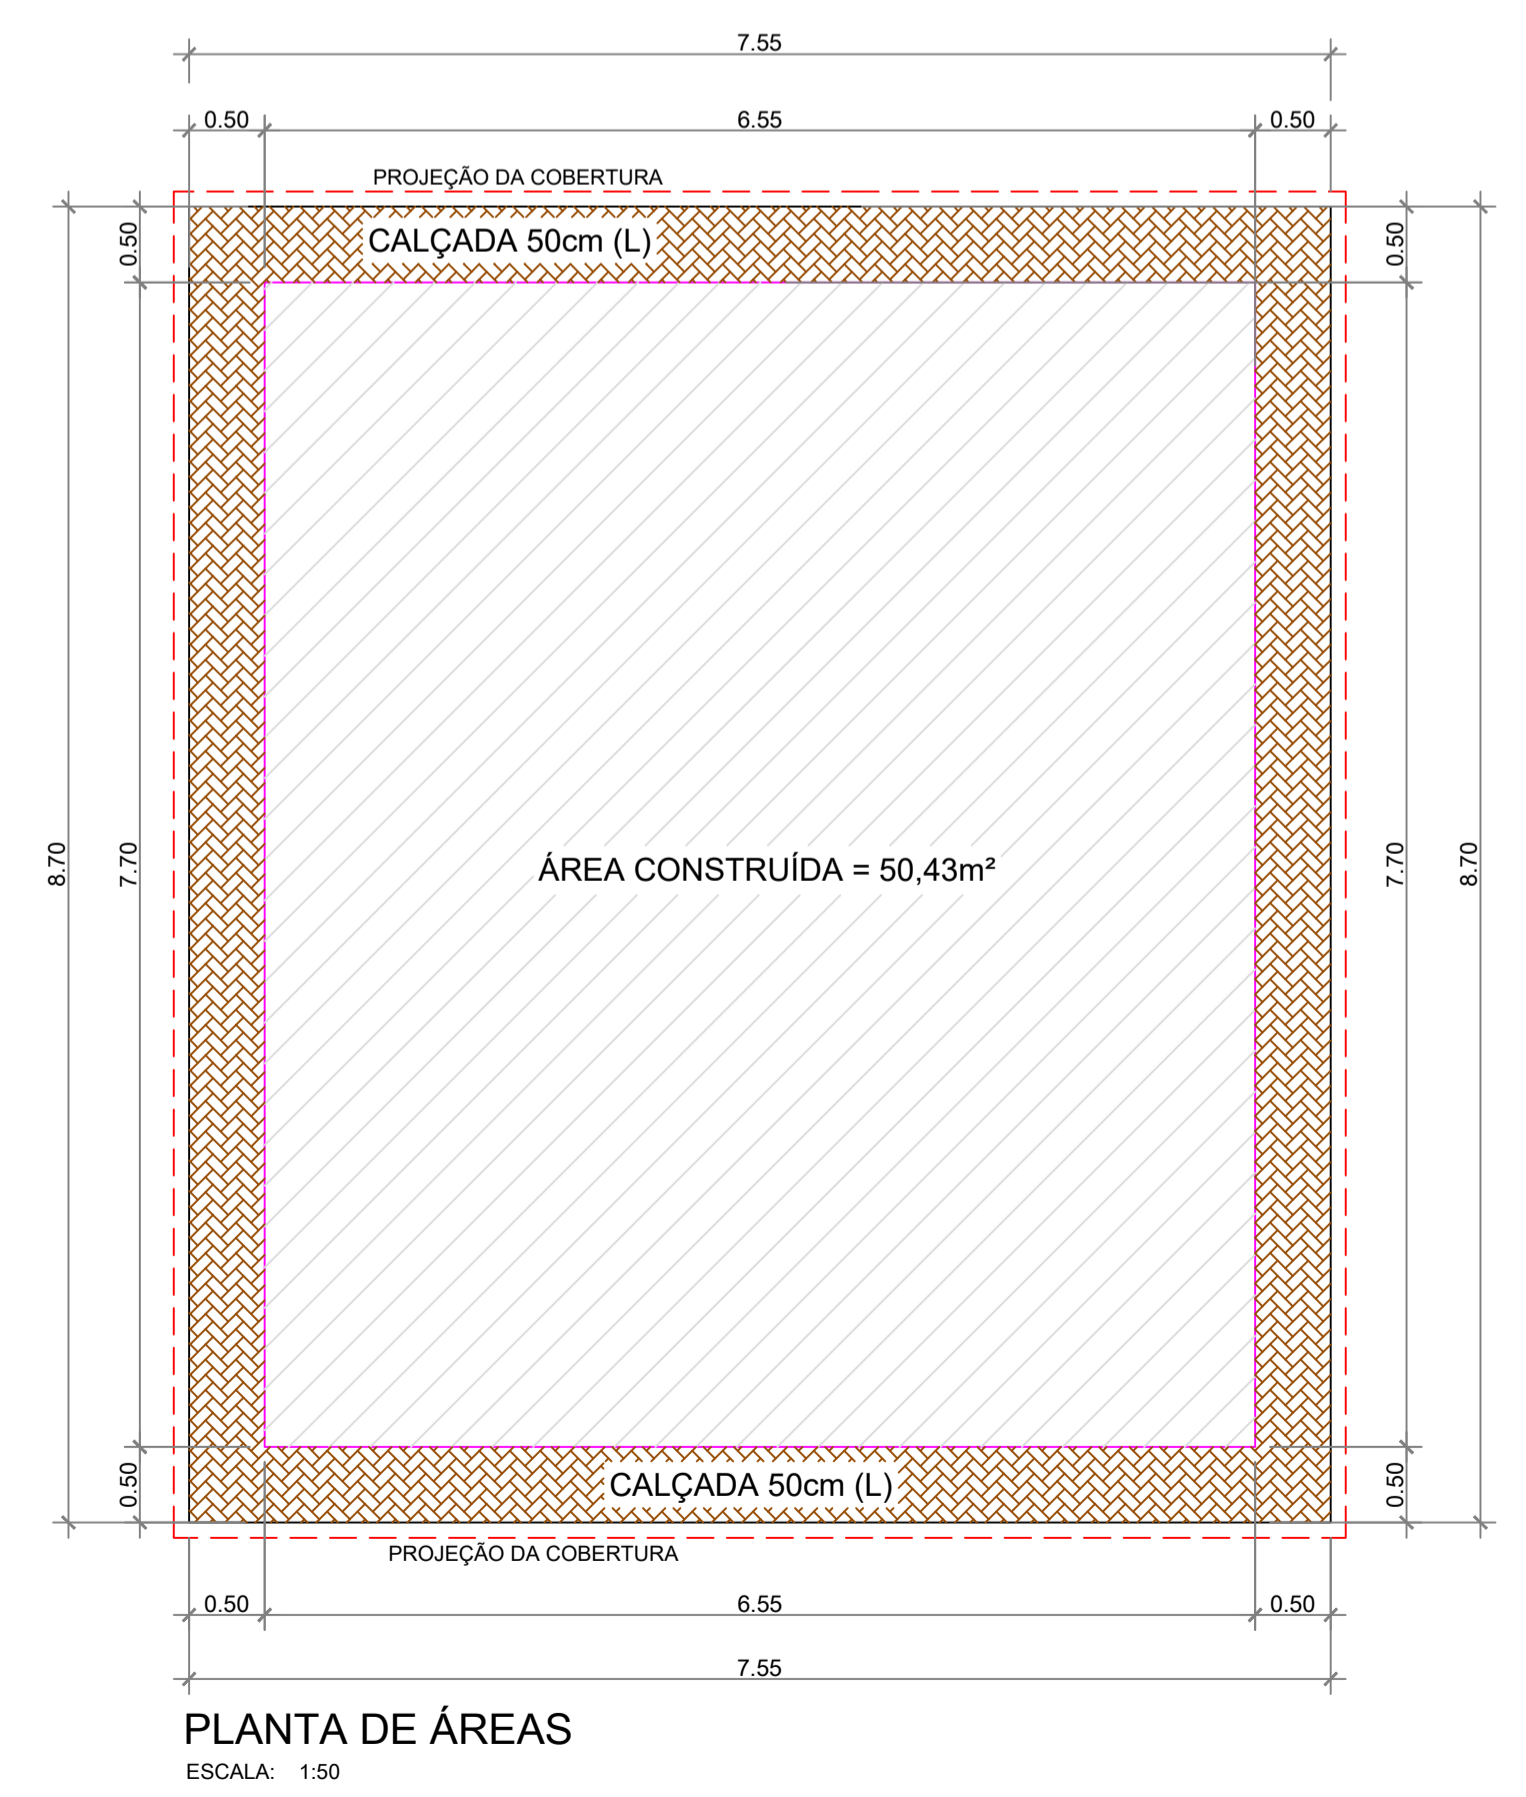 7.55
0.50 6.55 0.50
PROJEÇÃO DA COBERTURA
CALÇADA 50cm (L)
0.50
0.50
8.70
7.70
ÁREA CONSTRUÍDA = 50,43m²
7.70
8.70
CALÇADA 50cm (L)
0.50
0.50
PROJEÇÃO DA COBERTURA
0.50 6.55 0.50
7.55
PLANTA DE ÁREAS
ESCALA: 1:50